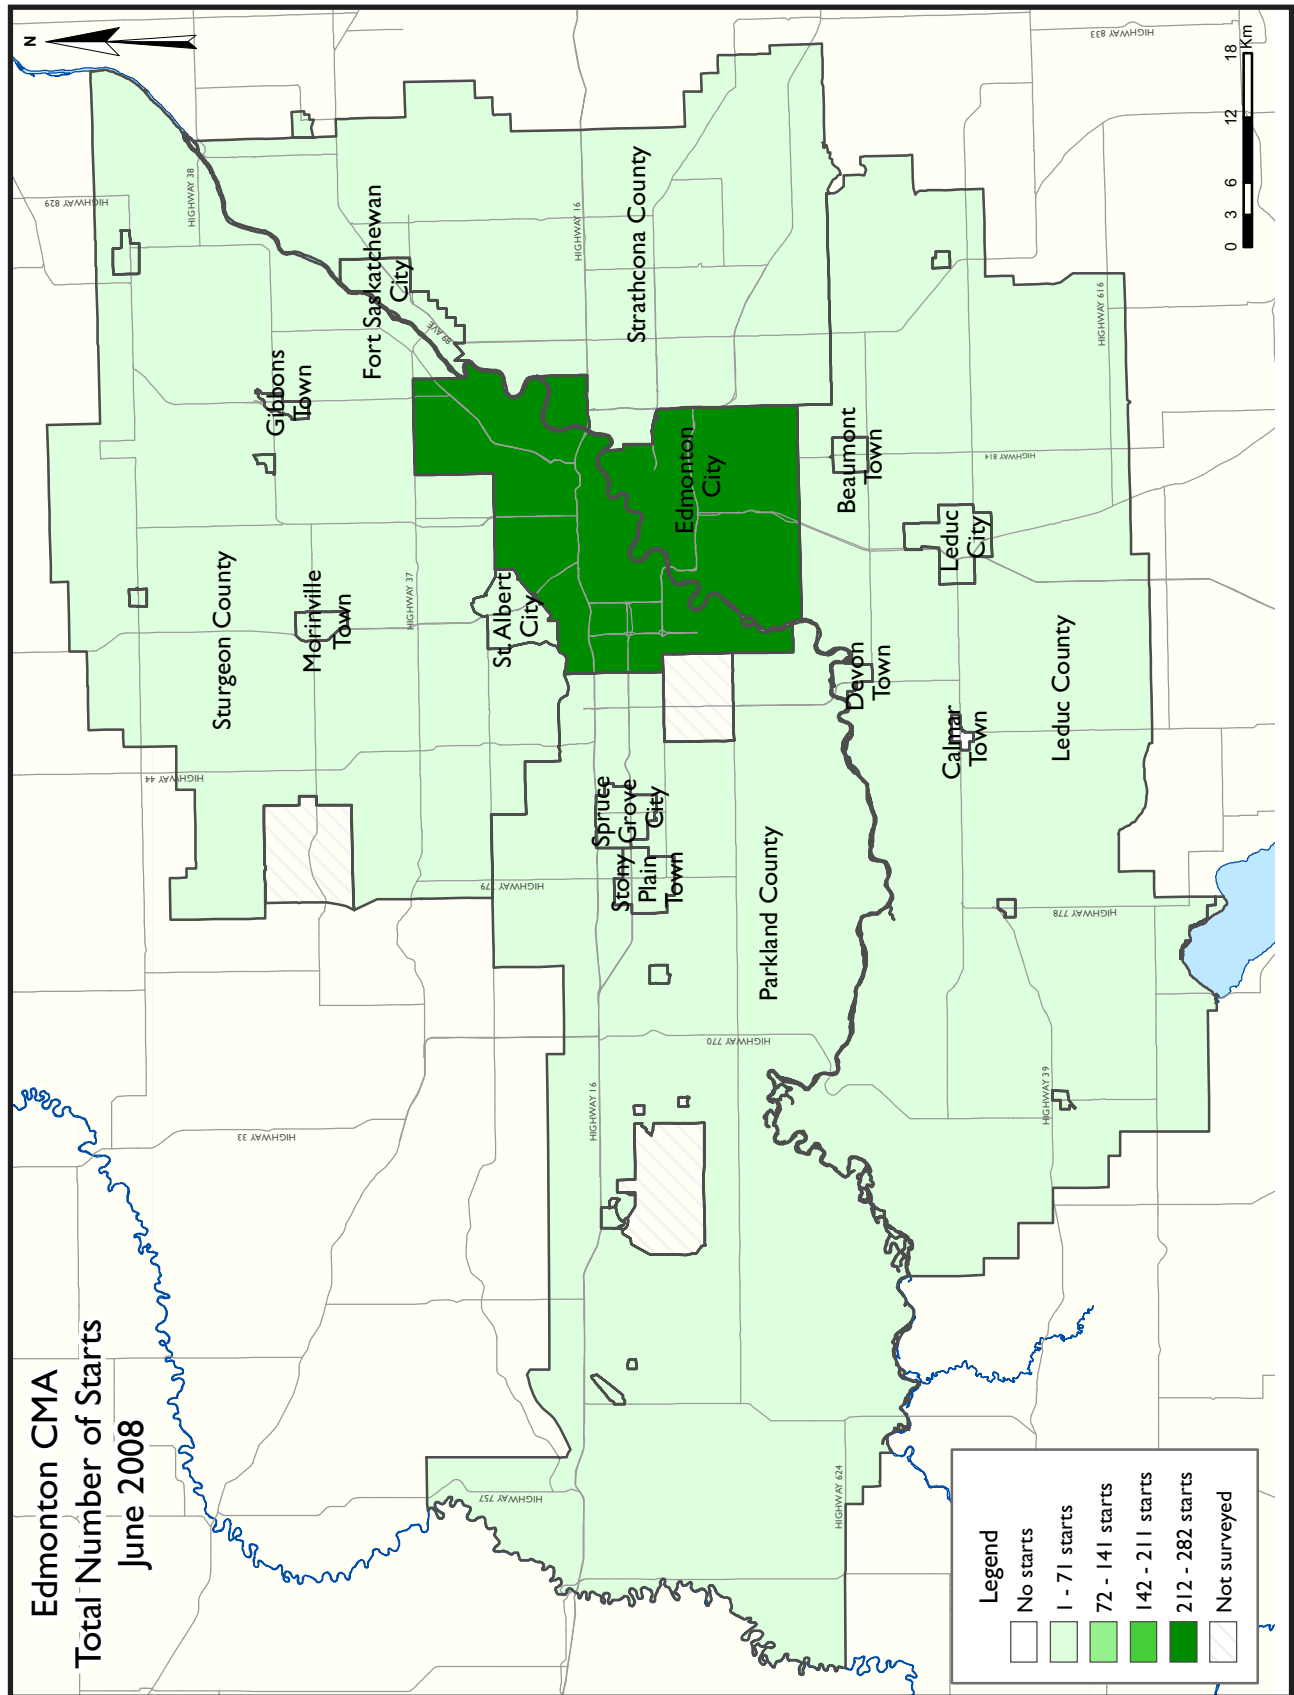 Edmonton CMA
Total Number of Starts
June 2008
N
HIGHWAY 829
HIGHWAY 38
HIGHWAY 833
Fort Saskatchewan
City
99 AVE
HIGHWAY 16
Strathcona County
Gibbons
Town
Sturgeon County
Morinville
Town
HIGHWAY 37
St. Albert
City
Edmonton
City
Beaumont
Town
HIGHWAY 814
HIGHWAY 616
Leduc
City
Devon
Town
Calmar
Town
Leduc County
HIGHWAY 44
HIGHWAY 779
Spruce
Grove
City
Stony
Plain
Town
Parkland County
HIGHWAY 778
HIGHWAY 770
HIGHWAY 16
HIGHWAY 39
HIGHWAY 33
HIGHWAY 757
HIGHWAY 624
0 3 6 12 18
Km
Legend
No starts
1 - 71 starts
72 - 141 starts
142 - 211 starts
212 - 282 starts
Not surveyed